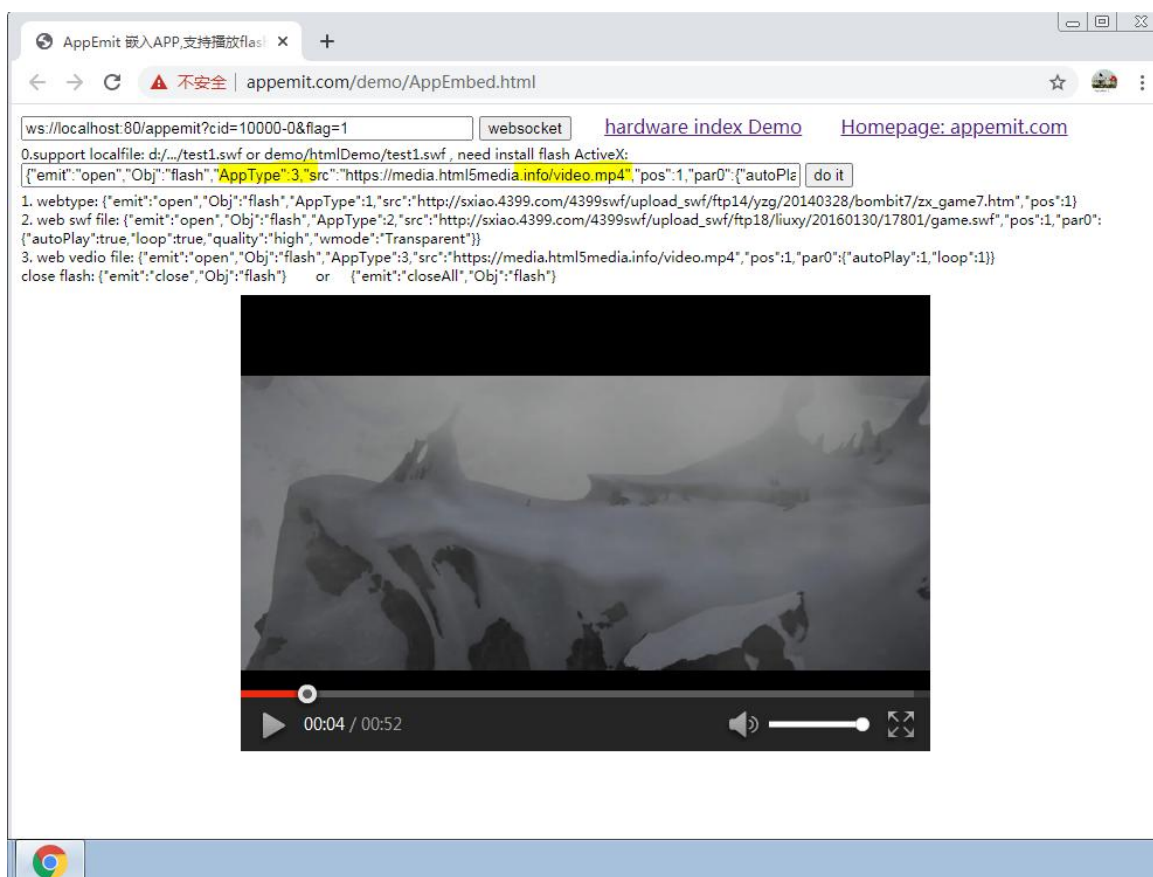 AppEmit 嵌入APP,支持播放flas
不安全 | appemit.com/demo/AppEmbed.html
ws://localhost:80/appemit?cid=10000-0&flag=1 websocket hardware index Demo Homepage: appemit.com
0.support localfile: d:/.../test1.swf or demo/htmlDemo/test1.swf , need install flash ActiveX:
{"emit":"open","Obj":"flash","AppType":3,"src":"https://media.html5media.info/video.mp4","pos":1,"par0":{"autoPla do it
1. webtype: {"emit":"open","Obj":"flash","AppType":1,"src":"http://sxiao.4399.com/4399swf/upload_swf/ftp14/yzg/20140328/bombit7/zx_game7.htm","pos":1}
2. web swf file: {"emit":"open","Obj":"flash","AppType":2,"src":"http://sxiao.4399.com/4399swf/upload_swf/ftp18/liuxy/20160130/17801/game.swf","pos":1,"par0":
{"autoPlay":true,"loop":true,"quality":"high","wmode":"Transparent"}}
3. web vedio file: {"emit":"open","Obj":"flash","AppType":3,"src":"https://media.html5media.info/video.mp4","pos":1,"par0":{"autoPlay":1,"loop":1}}
close flash: {"emit":"close","Obj":"flash"} or {"emit":"closeAll","Obj":"flash"}
00:04 / 00:52